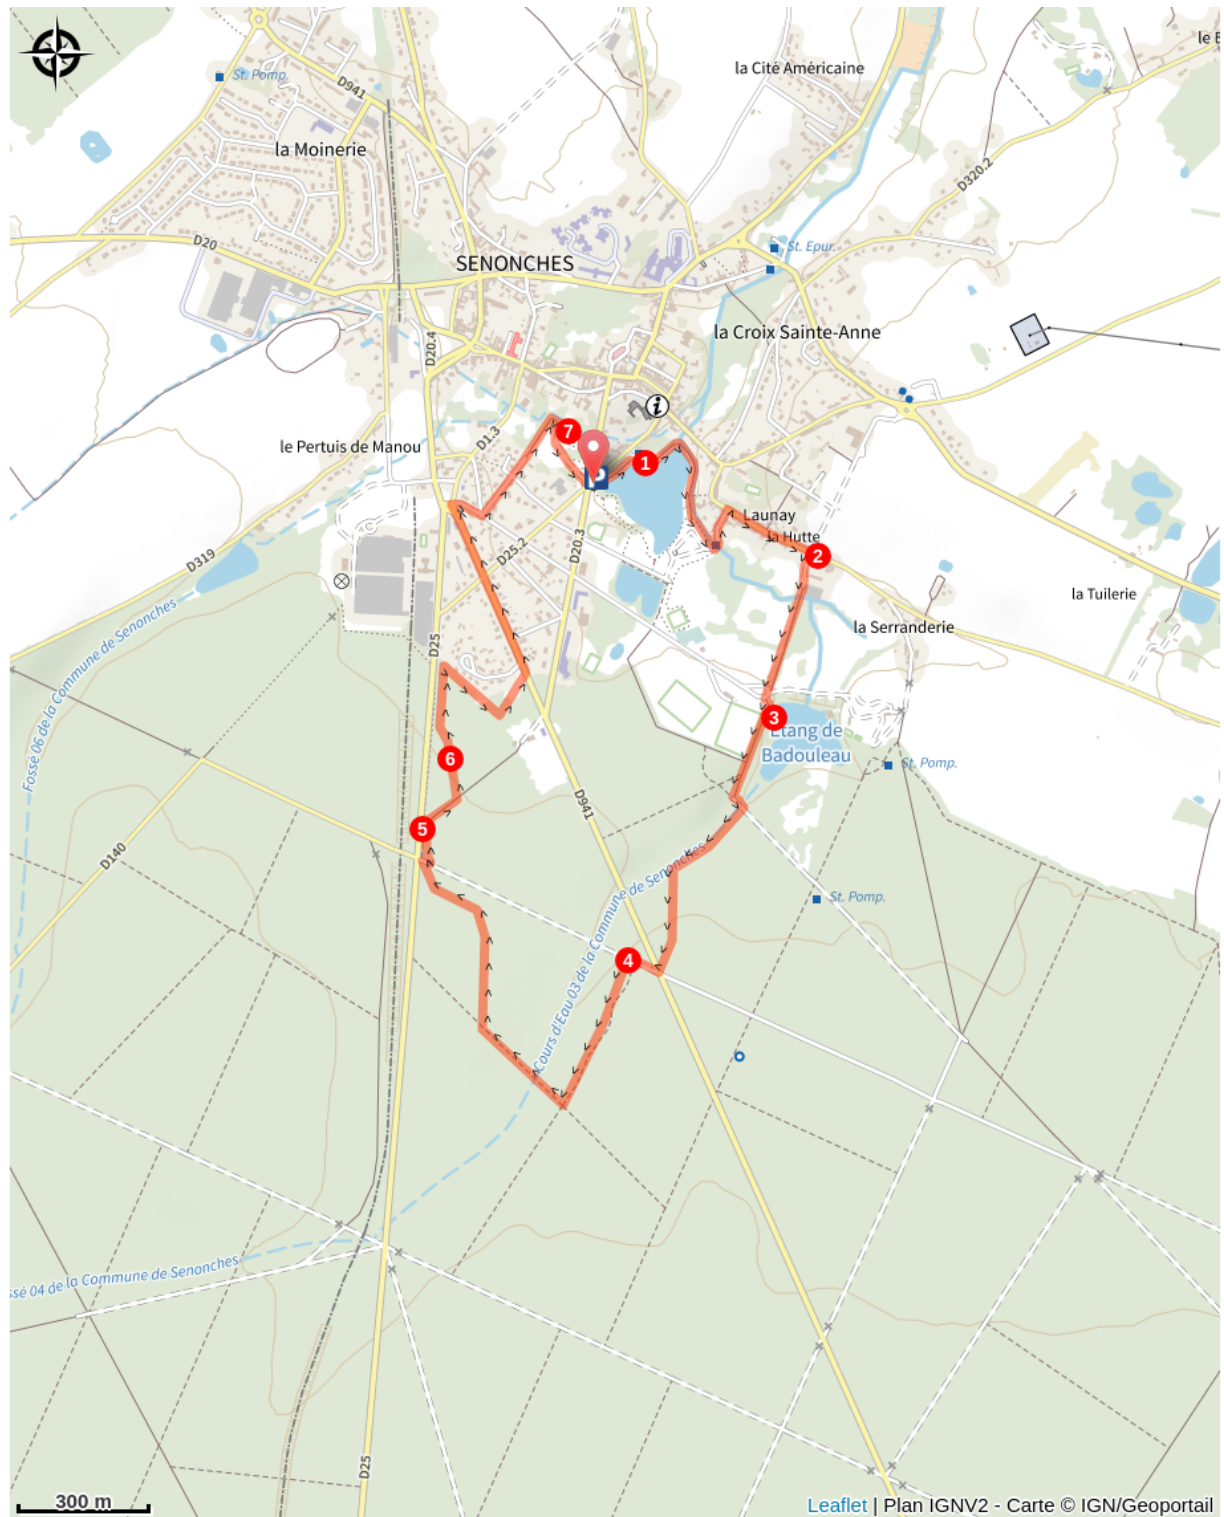 le
la Cité Américaine
St. Pomp.
D941
la Moinerie
D320.2
D20
St. Epur.
SENONCHES
la Croix Sainte-Anne
D20.4
i
7
D1.3
le Pertuis de Manou
1
P
Launay
la Hutte
2
D25.2
D20.3
D319
la Tuilerie
Fossé 06 de la Commune de Senonches
la Serranderie
D25
3
Etang de
Badouleau
6
St. Pomp.
D941
5
D140
Cours d'Eau 03 de la Commune de Senonches
St. Pomp.
4
ssé 04 de la Commune de Senonches
D25
300 m
Leaflet | Plan IGNV2 - Carte © IGN/Geoportail